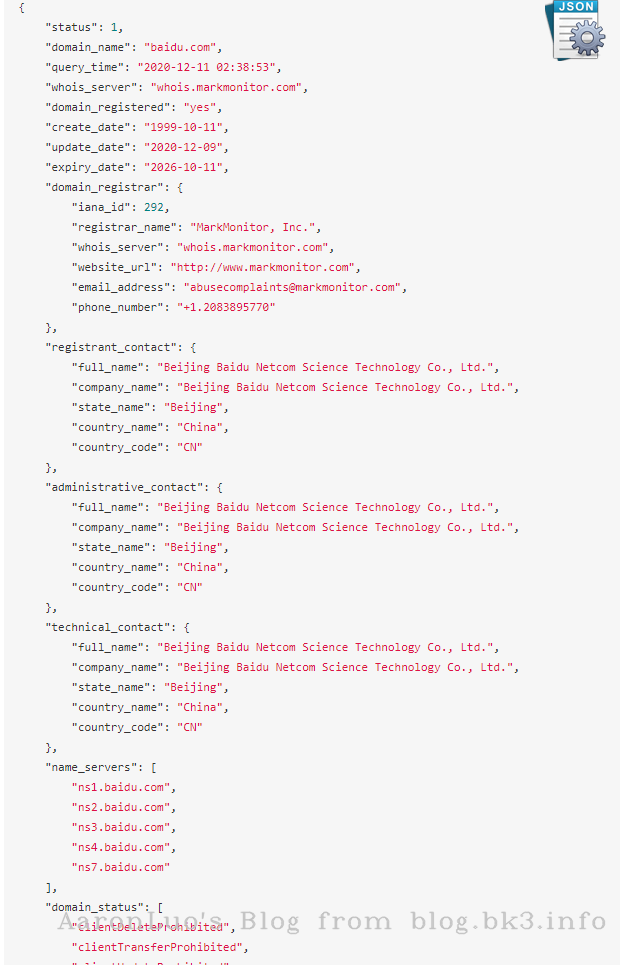 JSON
{
"status": 1,
"domain_name": "baidu.com",
"query_time": "2020-12-11 02:38:53",
"whois_server": "whois.markmonitor.com",
"domain_registered": "yes",
"create_date": "1999-10-11",
"update_date": "2020-12-09",
"expiry_date": "2026-10-11",
"domain_registrar": {
"iana_id": 292,
"registrar_name": "MarkMonitor, Inc.",
"whois_server": "whois.markmonitor.com",
"website_url": "http://www.markmonitor.com",
"email_address": "abusecomplaints@markmonitor.com",
"phone_number": "+1.2083895770"
},
"registrant_contact": {
"full_name": "Beijing Baidu Netcom Science Technology Co., Ltd.",
"company_name": "Beijing Baidu Netcom Science Technology Co., Ltd.",
"state_name": "Beijing",
"country_name": "China",
"country_code": "CN"
},
"administrative_contact": {
"full_name": "Beijing Baidu Netcom Science Technology Co., Ltd.",
"company_name": "Beijing Baidu Netcom Science Technology Co., Ltd.",
"state_name": "Beijing",
"country_name": "China",
"country_code": "CN"
},
"technical_contact": {
"full_name": "Beijing Baidu Netcom Science Technology Co., Ltd.",
"company_name": "Beijing Baidu Netcom Science Technology Co., Ltd.",
"state_name": "Beijing",
"country_name": "China",
"country_code": "CN"
},
"name_servers": [
"ns1.baidu.com",
"ns2.baidu.com",
"ns3.baidu.com",
"ns4.baidu.com",
"ns7.baidu.com"
],
"domain_status": [
"clientDeleteProhibited",
AaronLuo's Blog from blog.bk3.info
"clientTransferProhibited",